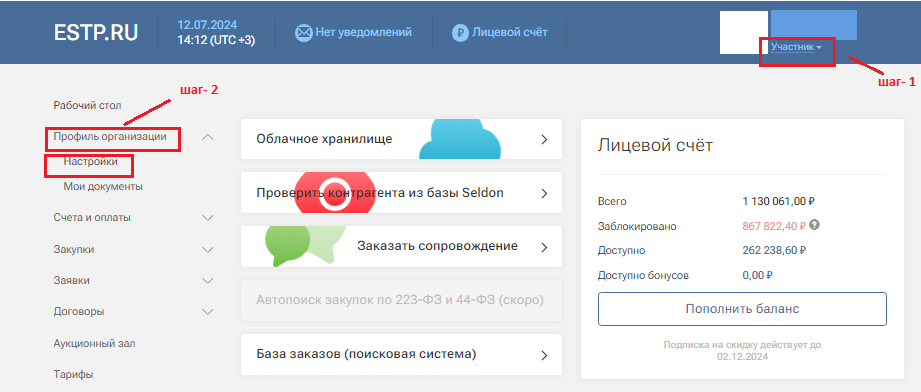 ESTP.RU
12.07.2024
14:12 (UTC +3)
Нет уведомлений
₽ Лицевой счёт
Участник
шаг- 1
шаг- 2
Рабочий стол
Профиль организации
Настройки
Мои документы
Счета и оплаты
Закупки
Заявки
Договоры
Аукционный зал
Тарифы
Облачное хранилище
Проверить контрагента из базы Seldon
Заказать сопровождение
Автопоиск закупок по 223-ФЗ и 44-ФЗ (скоро)
База заказов (поисковая система)
Лицевой счёт
Всего 1 130 061,00 ₽
Заблокировано 867 822,40 ₽ ?
Доступно 262 238,60 ₽
Доступно бонусов 0,00 ₽
Пополнить баланс
Подписка на скидку действует до
02.12.2024